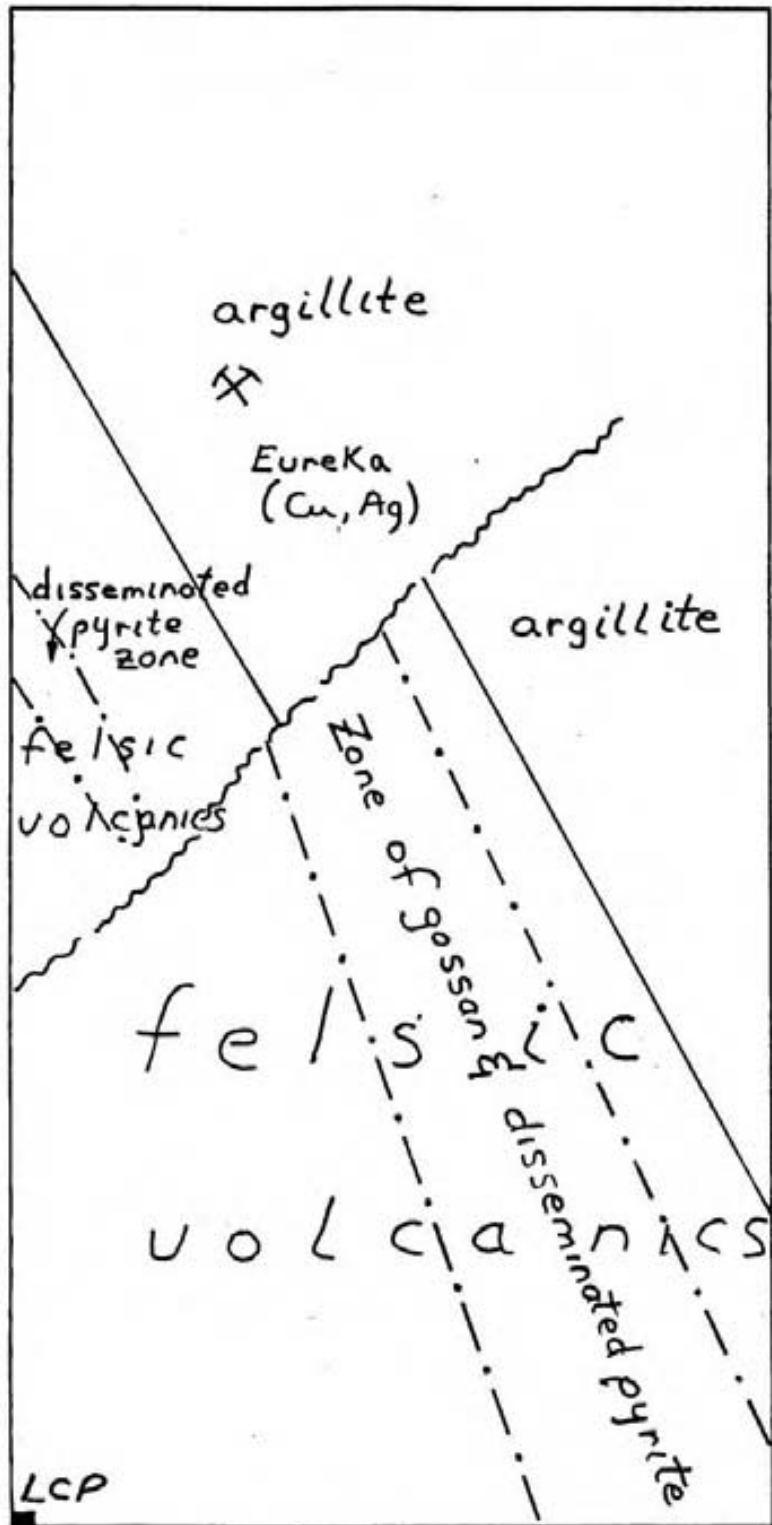 argillite
Eureka
(Cu, Ag)
disseminated
pyrite
zone
argillite
felsic
volcanics
Zone of gossan & disseminated pyrite
felsic
volcanics
LCP